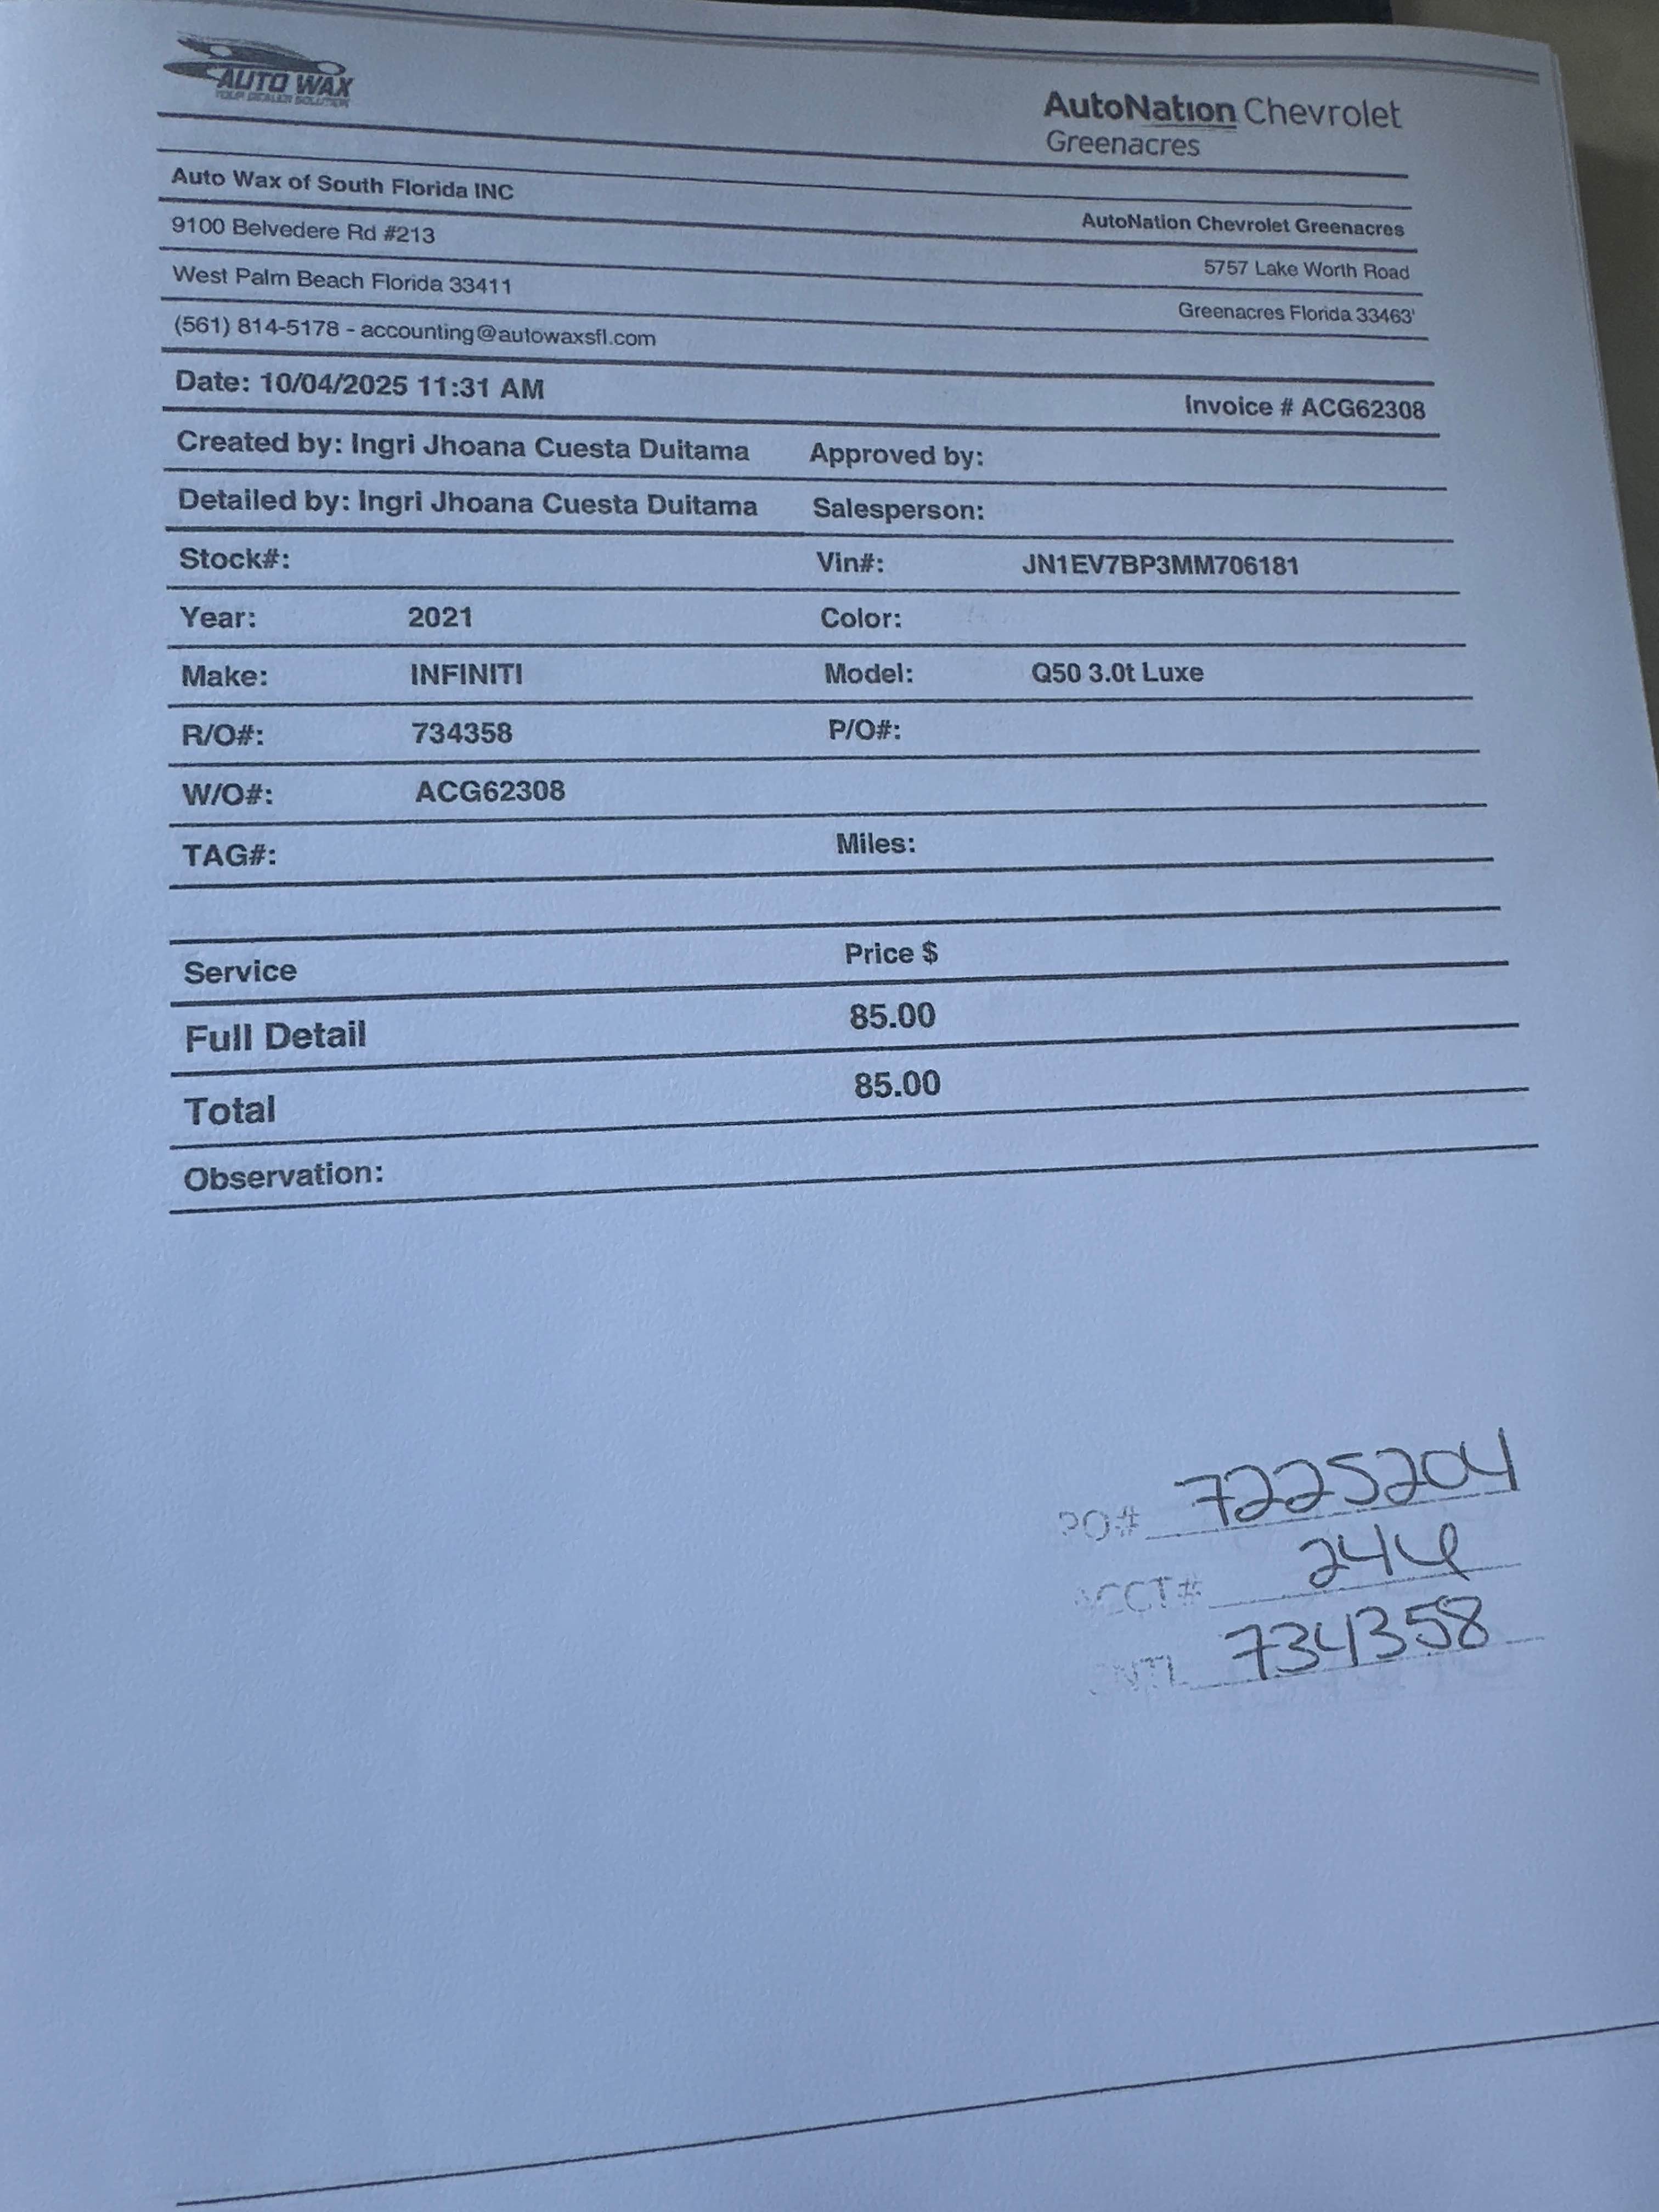 AUTO WAX
YOUR DEALER SOLUTION
AutoNation Chevrolet
Greenacres
Auto Wax of South Florida INC
AutoNation Chevrolet Greenacres
9100 Belvedere Rd #213
5757 Lake Worth Road
West Palm Beach Florida 33411
Greenacres Florida 33463'
(561) 814-5178 - accounting@autowaxsfl.com
Date: 10/04/2025 11:31 AM
Invoice # ACG62308
Created by: Ingri Jhoana Cuesta Duitama Approved by:
Detailed by: Ingri Jhoana Cuesta Duitama Salesperson:
Stock#: Vin#: JN1EV7BP3MM706181
Year: 2021 Color:
Make: INFINITI Model: Q50 3.0t Luxe
R/O#: 734358 P/O#:
W/O#: ACG62308
TAG#: Miles:
Service Price $
Full Detail 85.00
Total 85.00
Observation:
PO# 7225204
ACCT# 244
734358